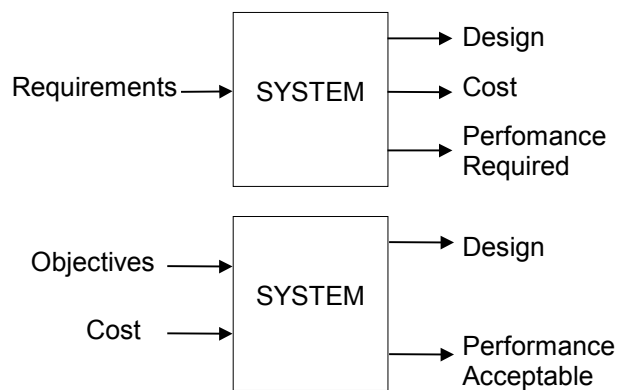 Requirements
SYSTEM
Design
Cost
Perfomance
Required
Objectives
Cost
SYSTEM
Design
Performance
Acceptable